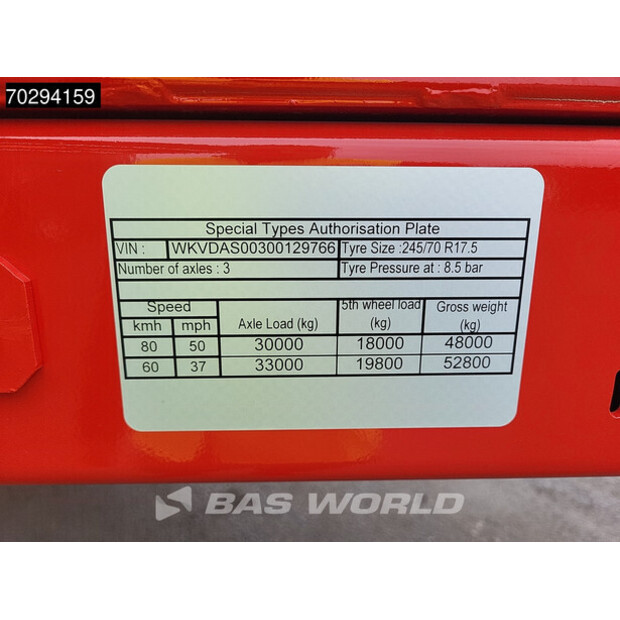 70294159
Special Types Authorisation Plate
VIN : WKVDAS00300129766 Tyre Size :245/70 R17.5
Number of axles : 3 Tyre Pressure at : 8.5 bar
Speed Axle Load (kg) 5th wheel load (kg) Gross weight (kg)
kmh mph
80 50 30000 18000 48000
60 37 33000 19800 52800
BAS WORLD